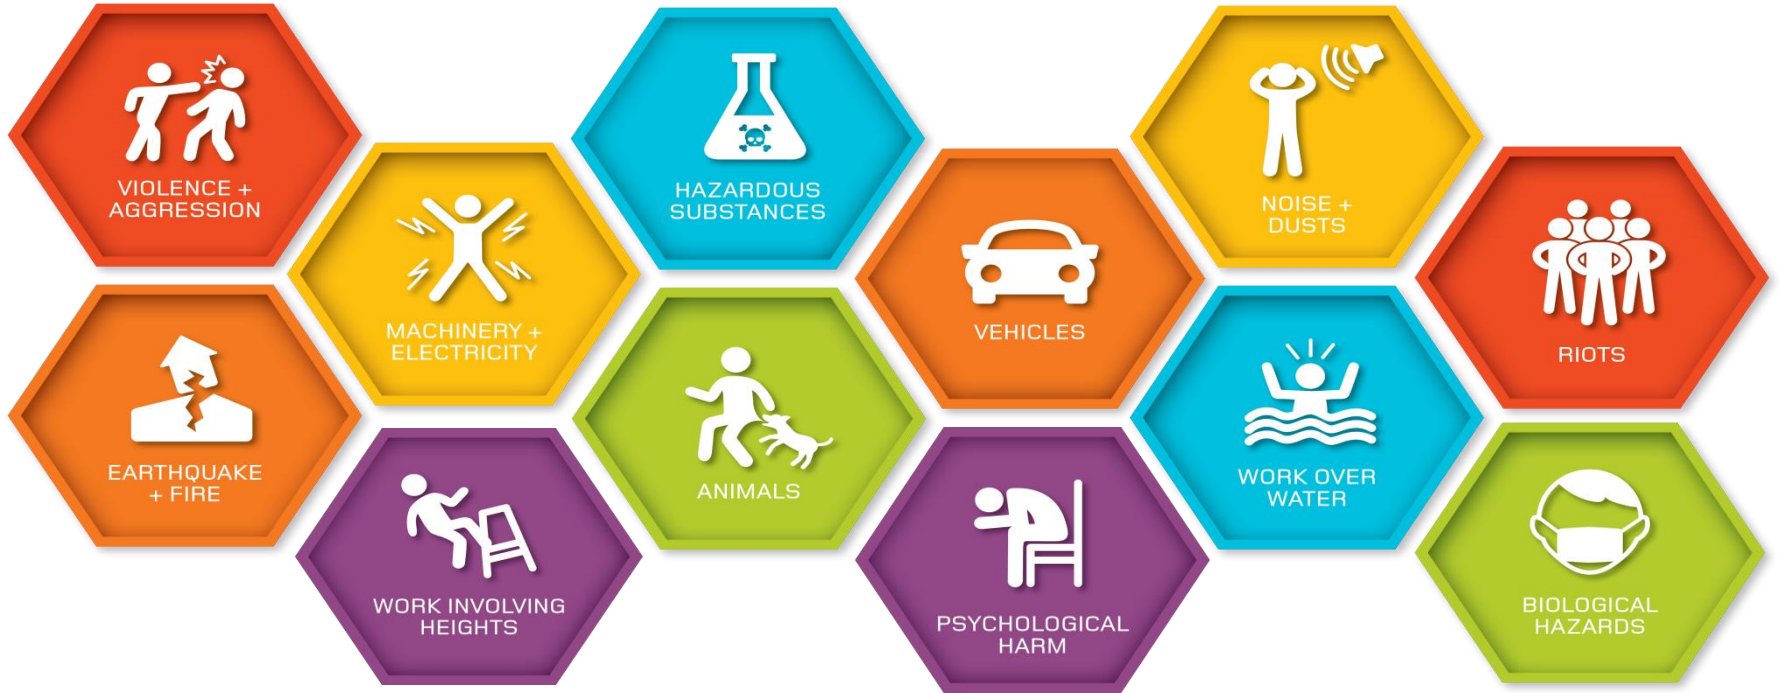 VIOLENCE +
AGGRESSION
HAZARDOUS
SUBSTANCES
NOISE +
DUSTS
MACHINERY +
ELECTRICITY
VEHICLES
RIOTS
EARTHQUAKE
+ FIRE
ANIMALS
WORK OVER
WATER
WORK INVOLVING
HEIGHTS
PSYCHOLOGICAL
HARM
BIOLOGICAL
HAZARDS